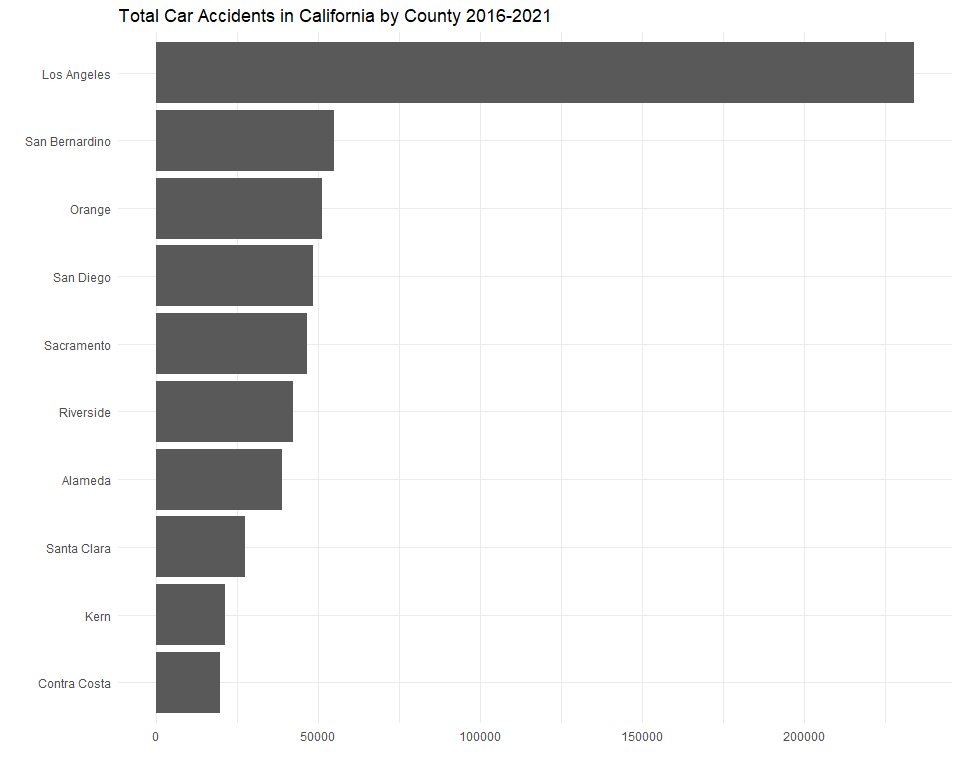 Total Car Accidents in California by County 2016-2021
Los Angeles
San Bernardino
Orange
San Diego
Sacramento
Riverside
Alameda
Santa Clara
Kern
Contra Costa
0 50000 100000 150000 200000